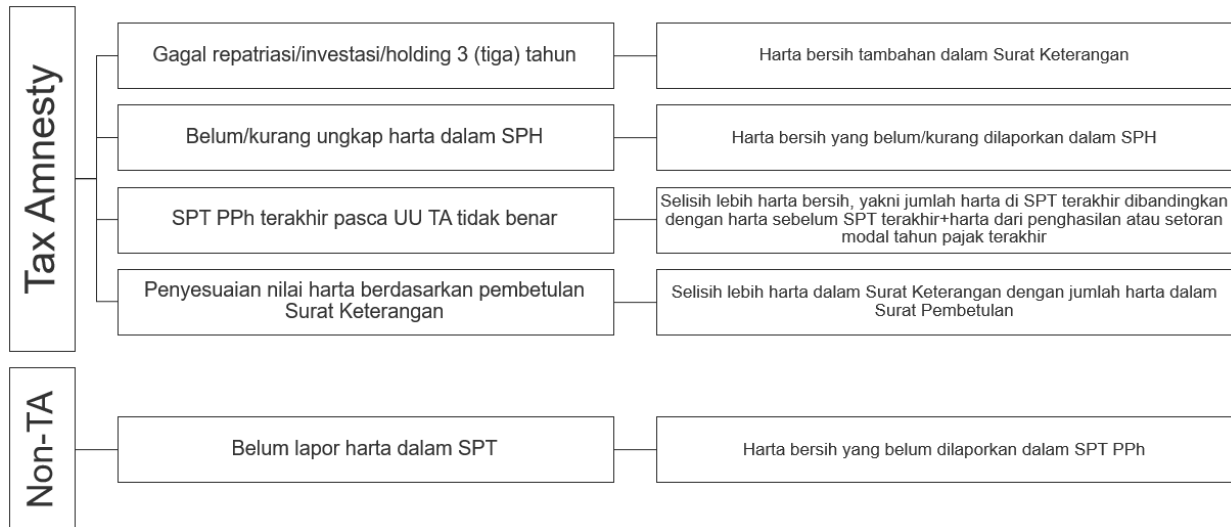 Tax Amnesty
Gagal repatriasi/investasi/holding 3 (tiga) tahun
Harta bersih tambahan dalam Surat Keterangan
Belum/kurang ungkap harta dalam SPH
Harta bersih yang belum/kurang dilaporkan dalam SPH
SPT PPh terakhir pasca UU TA tidak benar
Selisih lebih harta bersih, yakni jumlah harta di SPT terakhir dibandingkan
dengan harta sebelum SPT terakhir+harta dari penghasilan atau setoran
modal tahun pajak terakhir
Penyesuaian nilai harta berdasarkan pembetulan
Surat Keterangan
Selisih lebih harta dalam Surat Keterangan dengan jumlah harta dalam
Surat Pembetulan
Non-TA
Belum lapor harta dalam SPT
Harta bersih yang belum dilaporkan dalam SPT PPh